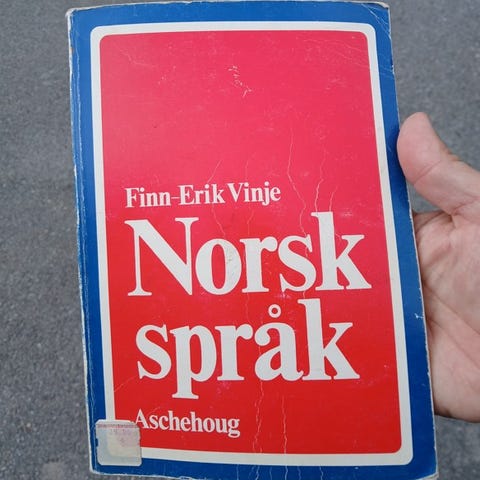 Finn-Erik Vinje
Norsk
språk
Aschehoug